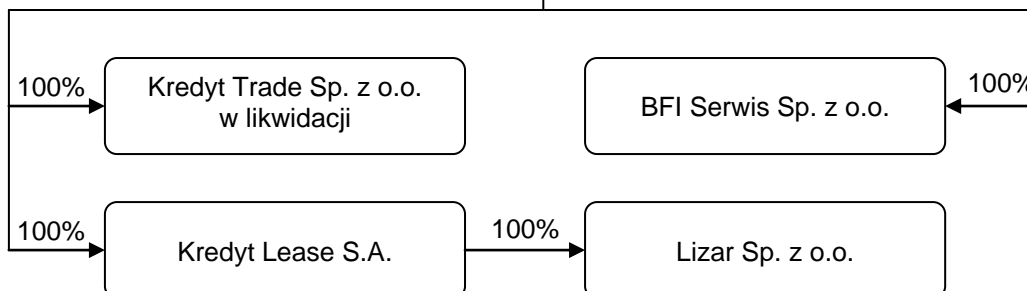 100%
Kredyt Trade Sp. z o.o.
w likwidacji
BFI Serwis Sp. z o.o.
100%
100%
Kredyt Lease S.A.
100%
Lizar Sp. z o.o.